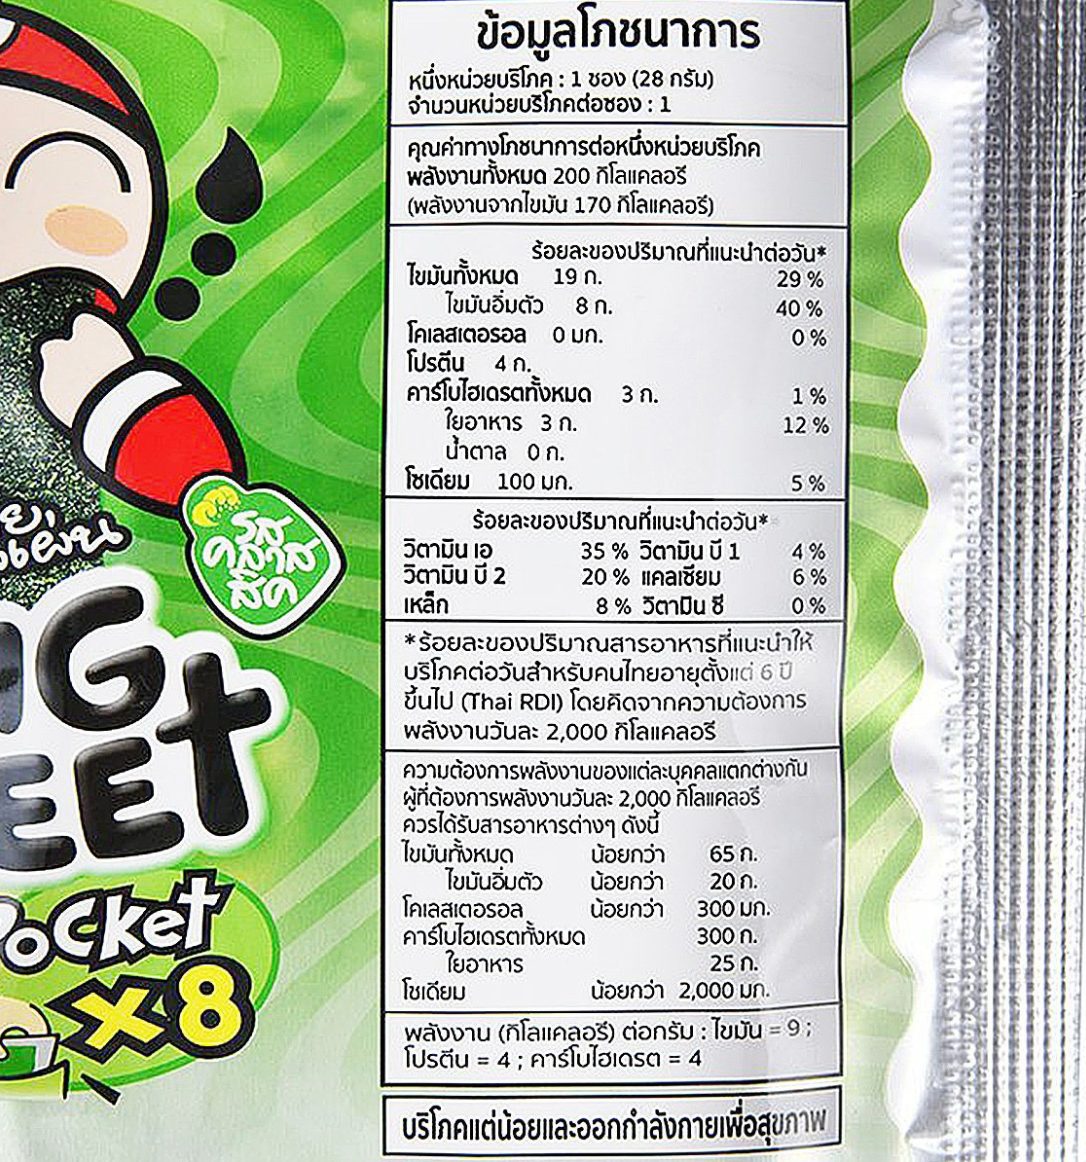 ข้อมูลโภชนาการ
หนึ่งหน่วยบริโภค : 1 ซอง (28 กรัม)
จำนวนหน่วยบริโภคต่อซอง : 1
คุณค่าทางโภชนาการต่อหนึ่งหน่วยบริโภค
พลังงานทั้งหมด 200 กิโลแคลอรี
(พลังงานจากไขมัน 170 กิโลแคลอรี)
ร้อยละของปริมาณที่แนะนำต่อวัน*
ไขมันทั้งหมด 19 ก. 29 %
ไขมันอิ่มตัว 8 ก. 40 %
โคเลสเตอรอล 0 มก. 0 %
โปรตีน 4 ก.
คาร์โบไฮเดรตทั้งหมด 3 ก. 1 %
ใยอาหาร 3 ก. 12 %
น้ำตาล 0 ก.
โซเดียม 100 มก. 5 %
ร้อยละของปริมาณที่แนะนำต่อวัน*
วิตามิน เอ 35 % วิตามิน บี 1 4 %
วิตามิน บี 2 20 % แคลเซียม 6 %
เหล็ก 8 % วิตามิน ซี 0 %
*ร้อยละของปริมาณสารอาหารที่แนะนำให้
บริโภคต่อวันสำหรับคนไทยอายุตั้งแต่ 6 ปี
ขึ้นไป (Thai RDI) โดยคิดจากความต้องการ
พลังงานวันละ 2,000 กิโลแคลอรี
ความต้องการพลังงานของแต่ละบุคคลแตกต่างกัน
ผู้ที่ต้องการพลังงานวันละ 2,000 กิโลแคลอรี
ควรได้รับสารอาหารต่างๆ ดังนี้
ไขมันทั้งหมด น้อยกว่า 65 ก.
ไขมันอิ่มตัว น้อยกว่า 20 ก.
โคเลสเตอรอล น้อยกว่า 300 มก.
คาร์โบไฮเดรตทั้งหมด 300 ก.
ใยอาหาร 25 ก.
โซเดียม น้อยกว่า 2,000 มก.
พลังงาน (กิโลแคลอรี) ต่อกรัม : ไขมัน = 9 ;
โปรตีน = 4 ; คาร์โบไฮเดรต = 4
บริโภคแต่น้อยและออกกำลังกายเพื่อสุขภาพ
รส
คลาส
สิค
Pocket
x8